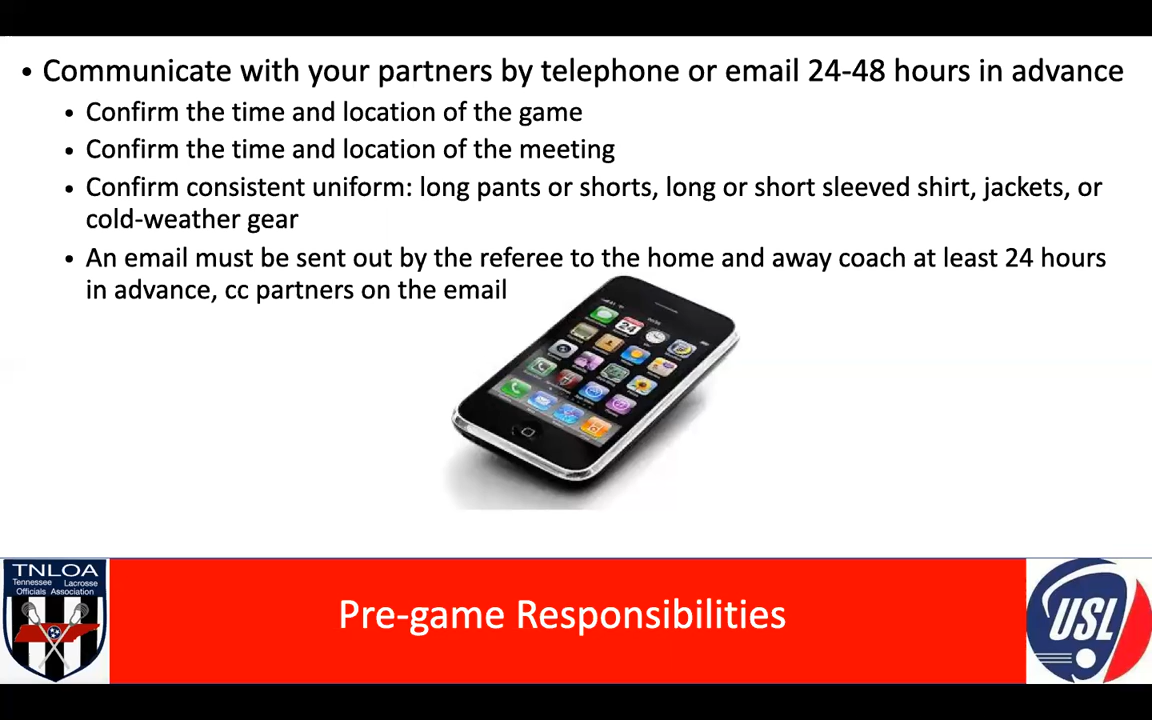 • Communicate with your partners by telephone or email 24-48 hours in advance
• Confirm the time and location of the game
• Confirm the time and location of the meeting
• Confirm consistent uniform: long pants or shorts, long or short sleeved shirt, jackets, or
cold-weather gear
• An email must be sent out by the referee to the home and away coach at least 24 hours
in advance, cc partners on the email
24
TNLOA
Tennessee Lacrosse
Officials Association
Pre-game Responsibilities
USL